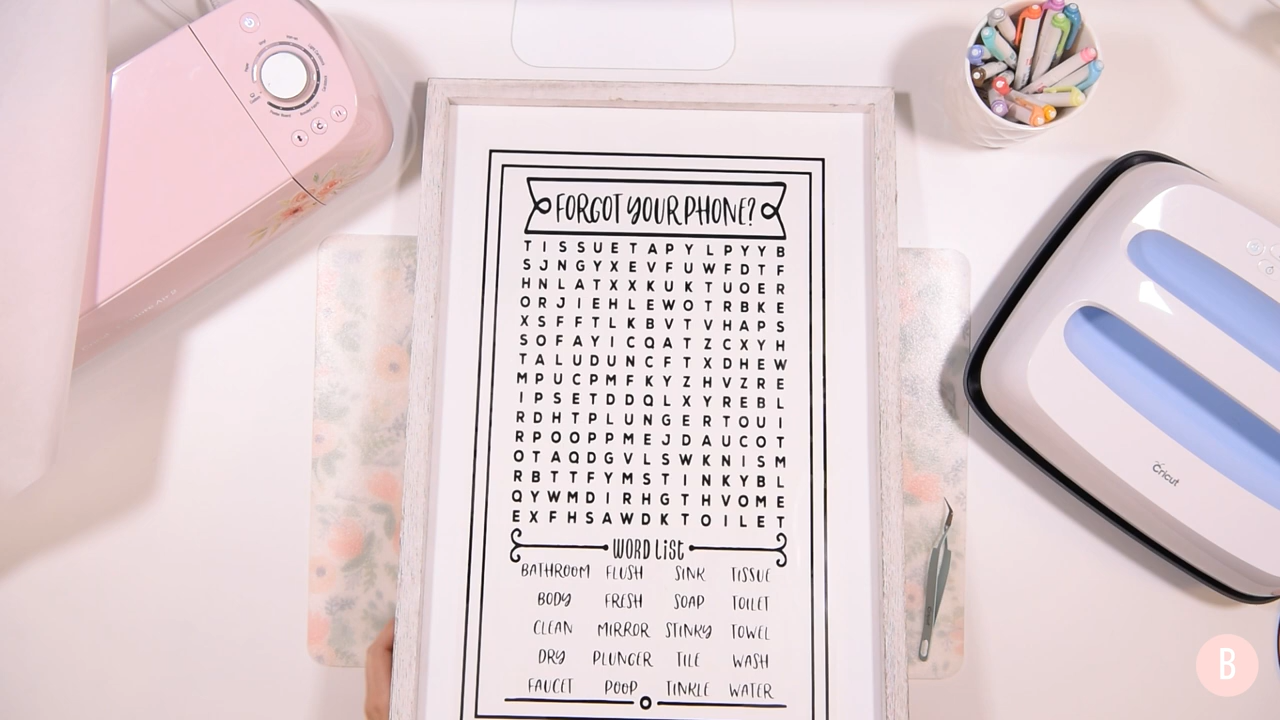 FORGOT YOUR PHONE?
T I S S U E T A P Y L P Y Y B
S J N G Y X E V F U W F D T F
H N L A T X X K U K T U O E R
O R J I E H L E W O T R B K E
X S F F T L K B V T V H A P S
S O F A Y I C Q A T Z C X Y H
T A L U D U N C F T X D H E W
M P U C P M F K Y Z H V Z R E
I P S E T D D Q L X Y R E B L
R D H T P L U N G E R T O U I
R P O O P P M E J D A U C O T
O T A Q D G V L S W K N I S M
R B T T F Y M S T I N K Y B L
Q Y W M D I R H G T H V O M E
E X F H S A W D K T O I L E T
WORD LIST
BATHROOM FLUSH SINK TISSUE
BODY FRESH SOAP TOILET
CLEAN MIRROR STINKY TOWEL
DRY PLUNGER TILE WASH
FAUCET POOP TINKLE WATER
Cricut
B